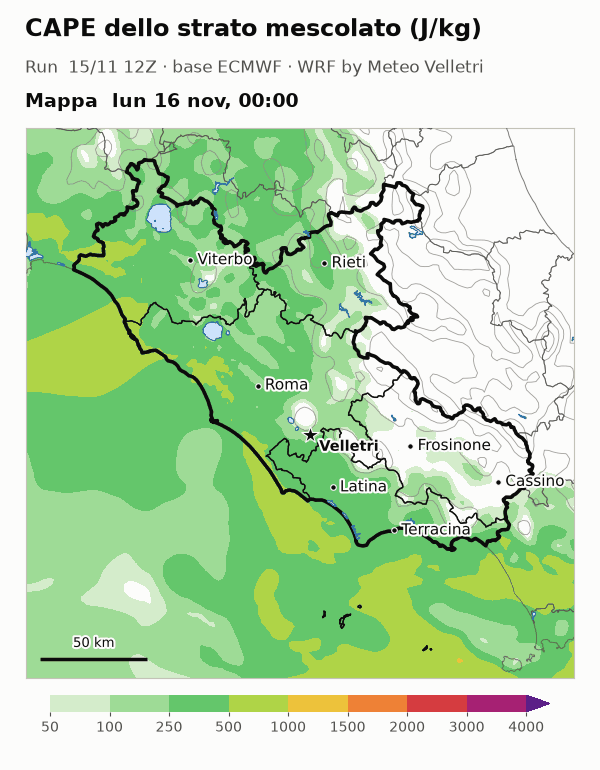 CAPE dello strato mescolato (J/kg)
Run 15/11 12Z · base ECMWF · WRF by Meteo Velletri
Mappa lun 16 nov, 00:00
Viterbo
Rieti
Roma
Velletri
Frosinone
Cassino
Latina
Terracina
50 km
50 100 250 500 1000 1500 2000 3000 4000